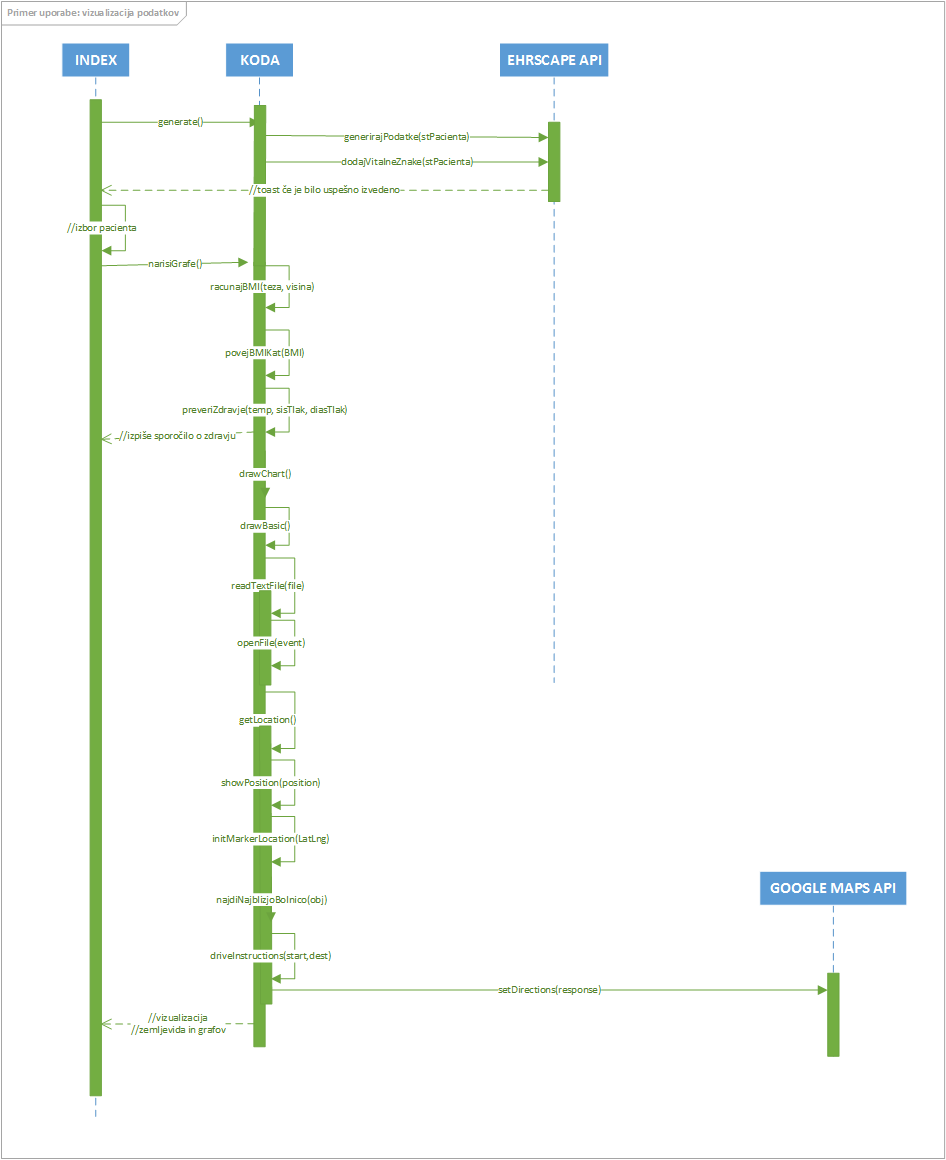 Primer uporabe: vizualizacija podatkov
INDEX
KODA
EHRSCAPE API
generate()
generirajPodatke(stPacienta)
dodajVitalneZnake(stPacienta)
//toast če je bilo uspešno izvedeno
//izbor pacienta
narisiGrafe()
racunajBMI(teza, visina)
povejBMIKat(BMI)
preveriZdravje(temp, sisTlak, diasTlak)
//izpiše sporočilo o zdravju
drawChart()
drawBasic()
readTextFile(file)
openFile(event)
getLocation()
showPosition(position)
initMarkerLocation(LatLng)
GOOGLE MAPS API
najdiNajblizjoBolnico(obj)
driveInstructions(start,dest)
setDirections(response)
//vizualizacija
//zemljevida in grafov